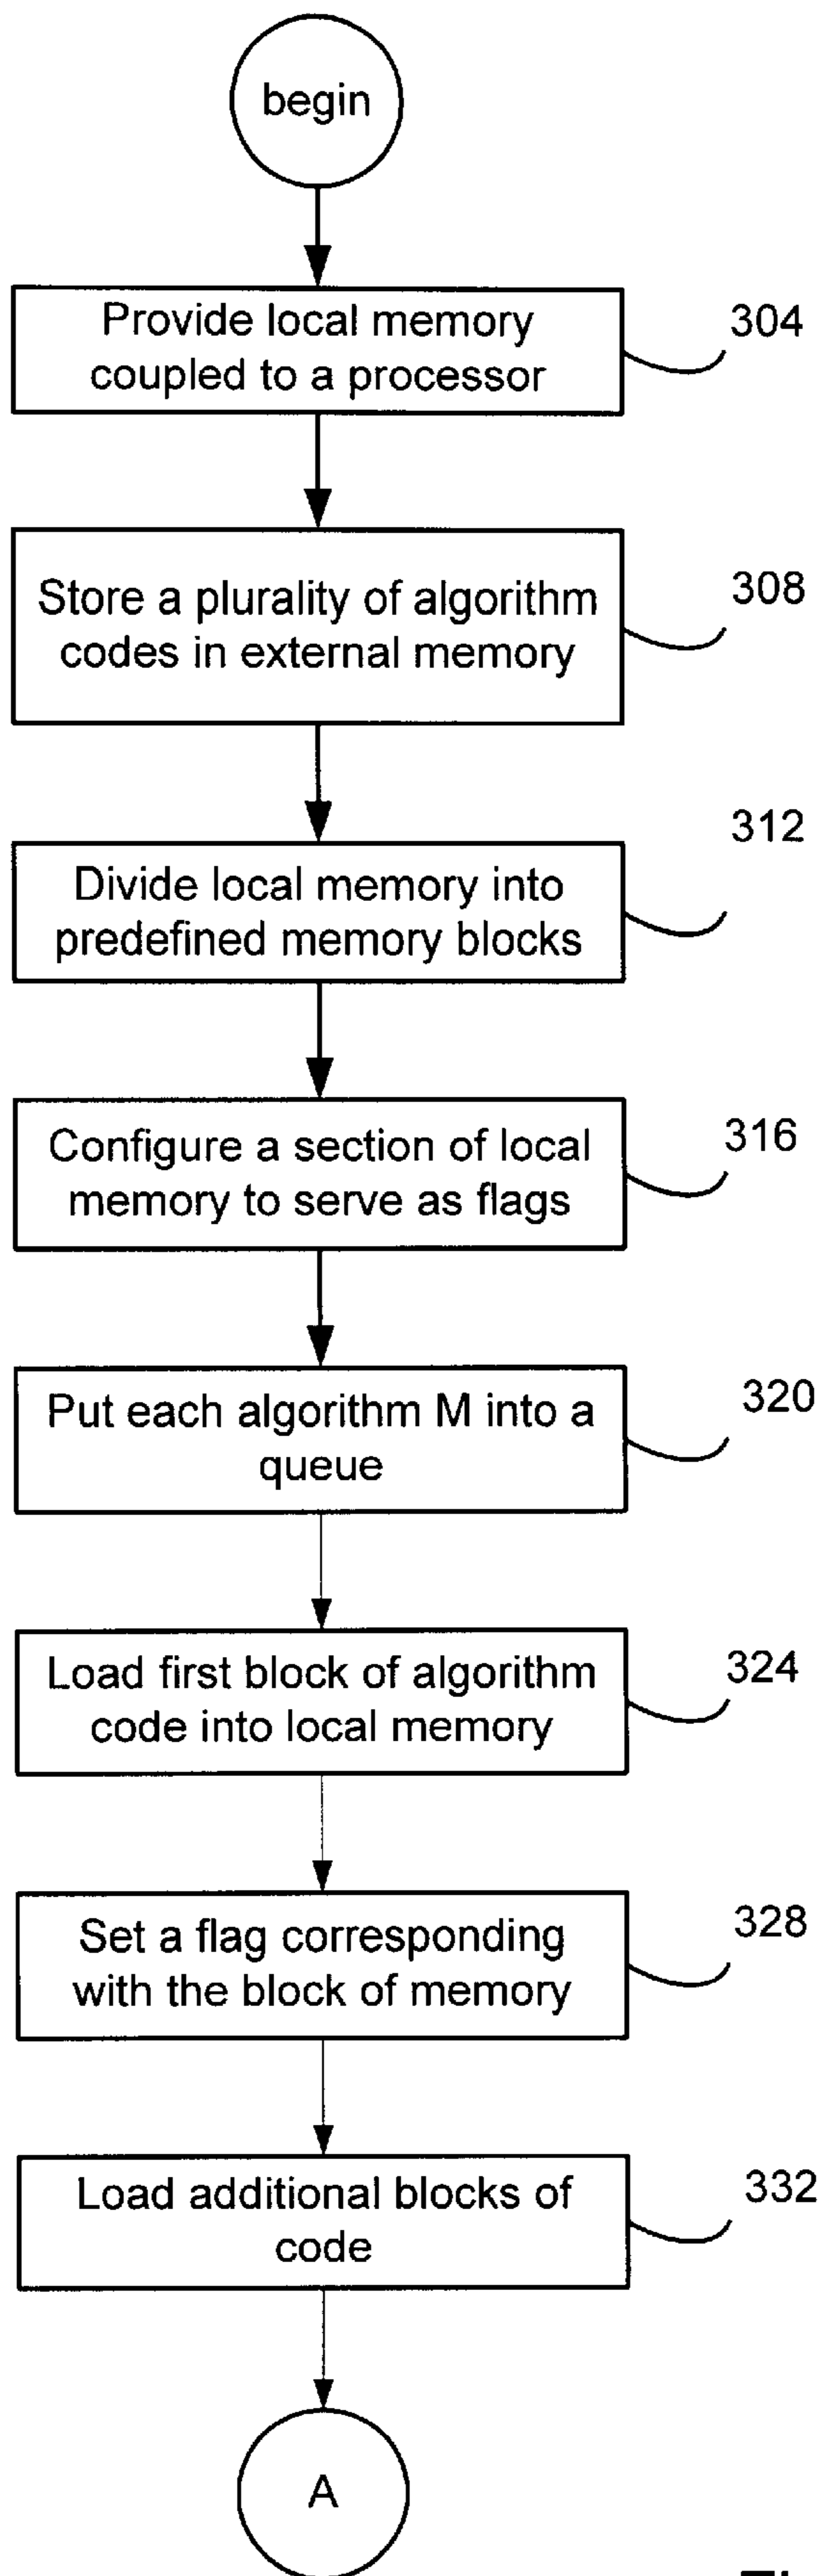 begin
Provide local memory
coupled to a processor
304
Store a plurality of algorithm
codes in external memory
308
Divide local memory into
predefined memory blocks
312
Configure a section of local
memory to serve as flags
316
Put each algorithm M into a
queue
320
Load first block of algorithm
code into local memory
324
Set a flag corresponding
with the block of memory
328
Load additional blocks of
code
332
A